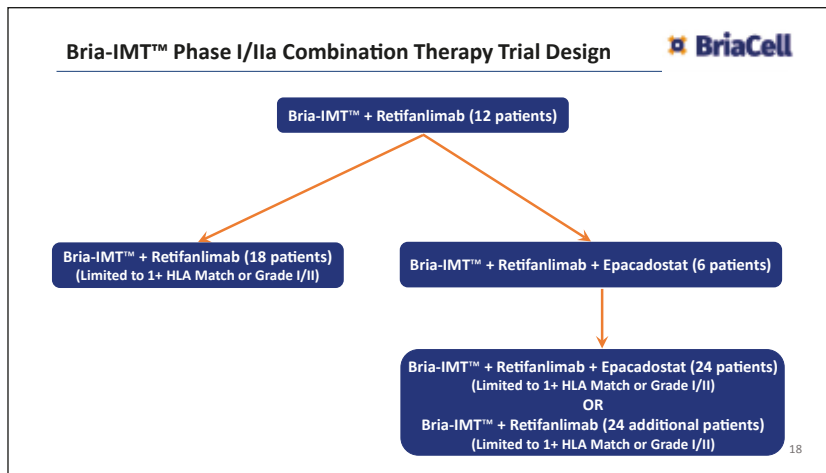 Bria-IMT™ Phase I/IIa Combination Therapy Trial Design
BriaCell
Bria-IMT™ + Retifanlimab (12 patients)
Bria-IMT™ + Retifanlimab (18 patients)
(Limited to 1+ HLA Match or Grade I/II)
Bria-IMT™ + Retifanlimab + Epacadostat (6 patients)
Bria-IMT™ + Retifanlimab + Epacadostat (24 patients)
(Limited to 1+ HLA Match or Grade I/II)
OR
Bria-IMT™ + Retifanlimab (24 additional patients)
(Limited to 1+ HLA Match or Grade I/II)
18